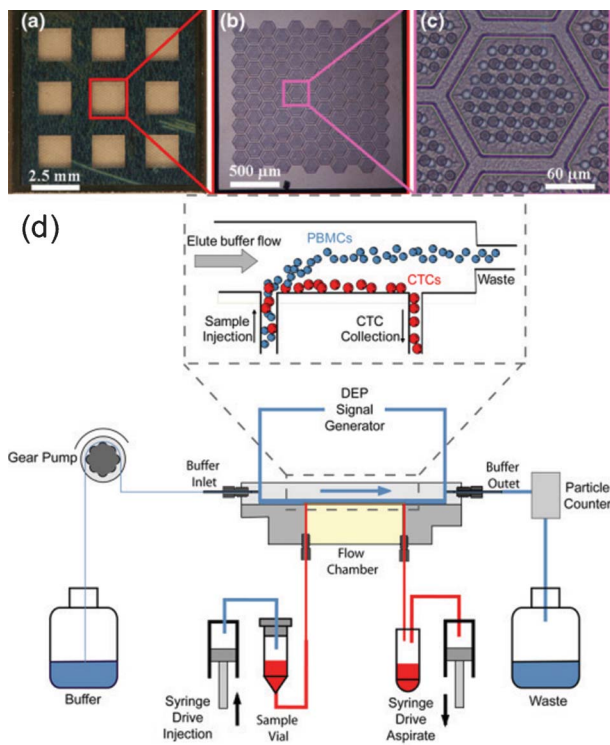 (a)
2.5 mm
(b)
500 µm
(c)
60 µm
(d)
Elute buffer flow
PBMCs
CTCs
Waste
Sample
Injection
CTC
Collection
DEP
Signal
Generator
Gear Pump
Buffer
Inlet
Buffer
Outet
Particle
Counter
Flow
Chamber
Buffer
Syringe
Drive
Injection
Sample
Vial
Syringe
Drive
Aspirate
Waste